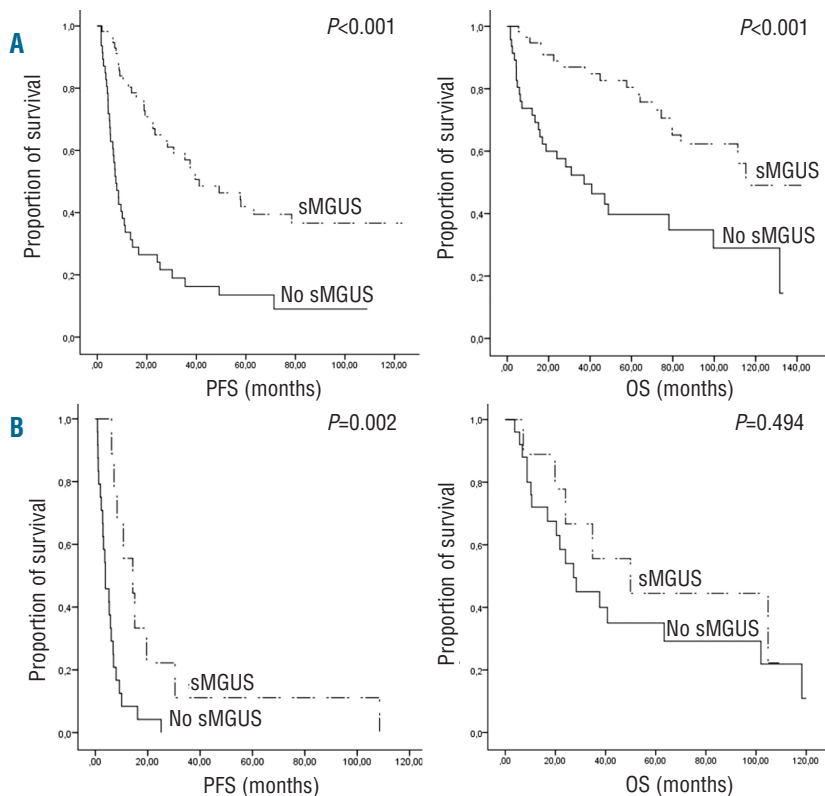 A
P<0.001
Proportion of survival
1,0
0,8
0,6
0,4
0,2
0,0
sMGUS
No sMGUS
,00 20,00 40,00 60,00 80,00 100,00 120,00
PFS (months)
P<0.001
Proportion of survival
1,0
0,8
0,6
0,4
0,2
0,0
sMGUS
No sMGUS
,00 20,00 40,00 60,00 80,00 100,00 120,00 140,00
OS (months)
B
P=0.002
Proportion of survival
1,0
0,8
0,6
0,4
0,2
0,0
sMGUS
No sMGUS
,00 20,00 40,00 60,00 80,00 100,00 120,00
PFS (months)
P=0.494
Proportion of survival
1,0
0,8
0,6
0,4
0,2
0,0
sMGUS
No sMGUS
,00 20,00 40,00 60,00 80,00 100,00 120,00
OS (months)